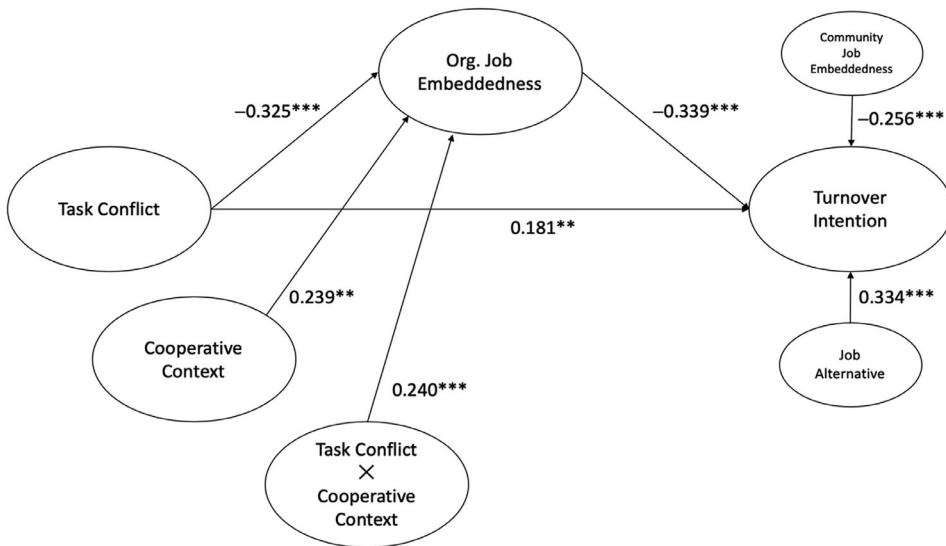 Community
Job
Embeddedness
Org. Job
Embeddedness
−0.325***
−0.339***
−0.256***
Task Conflict
Turnover
Intention
0.181**
0.239**
0.334***
Cooperative
Context
Job
Alternative
0.240***
Task Conflict
×
Cooperative
Context